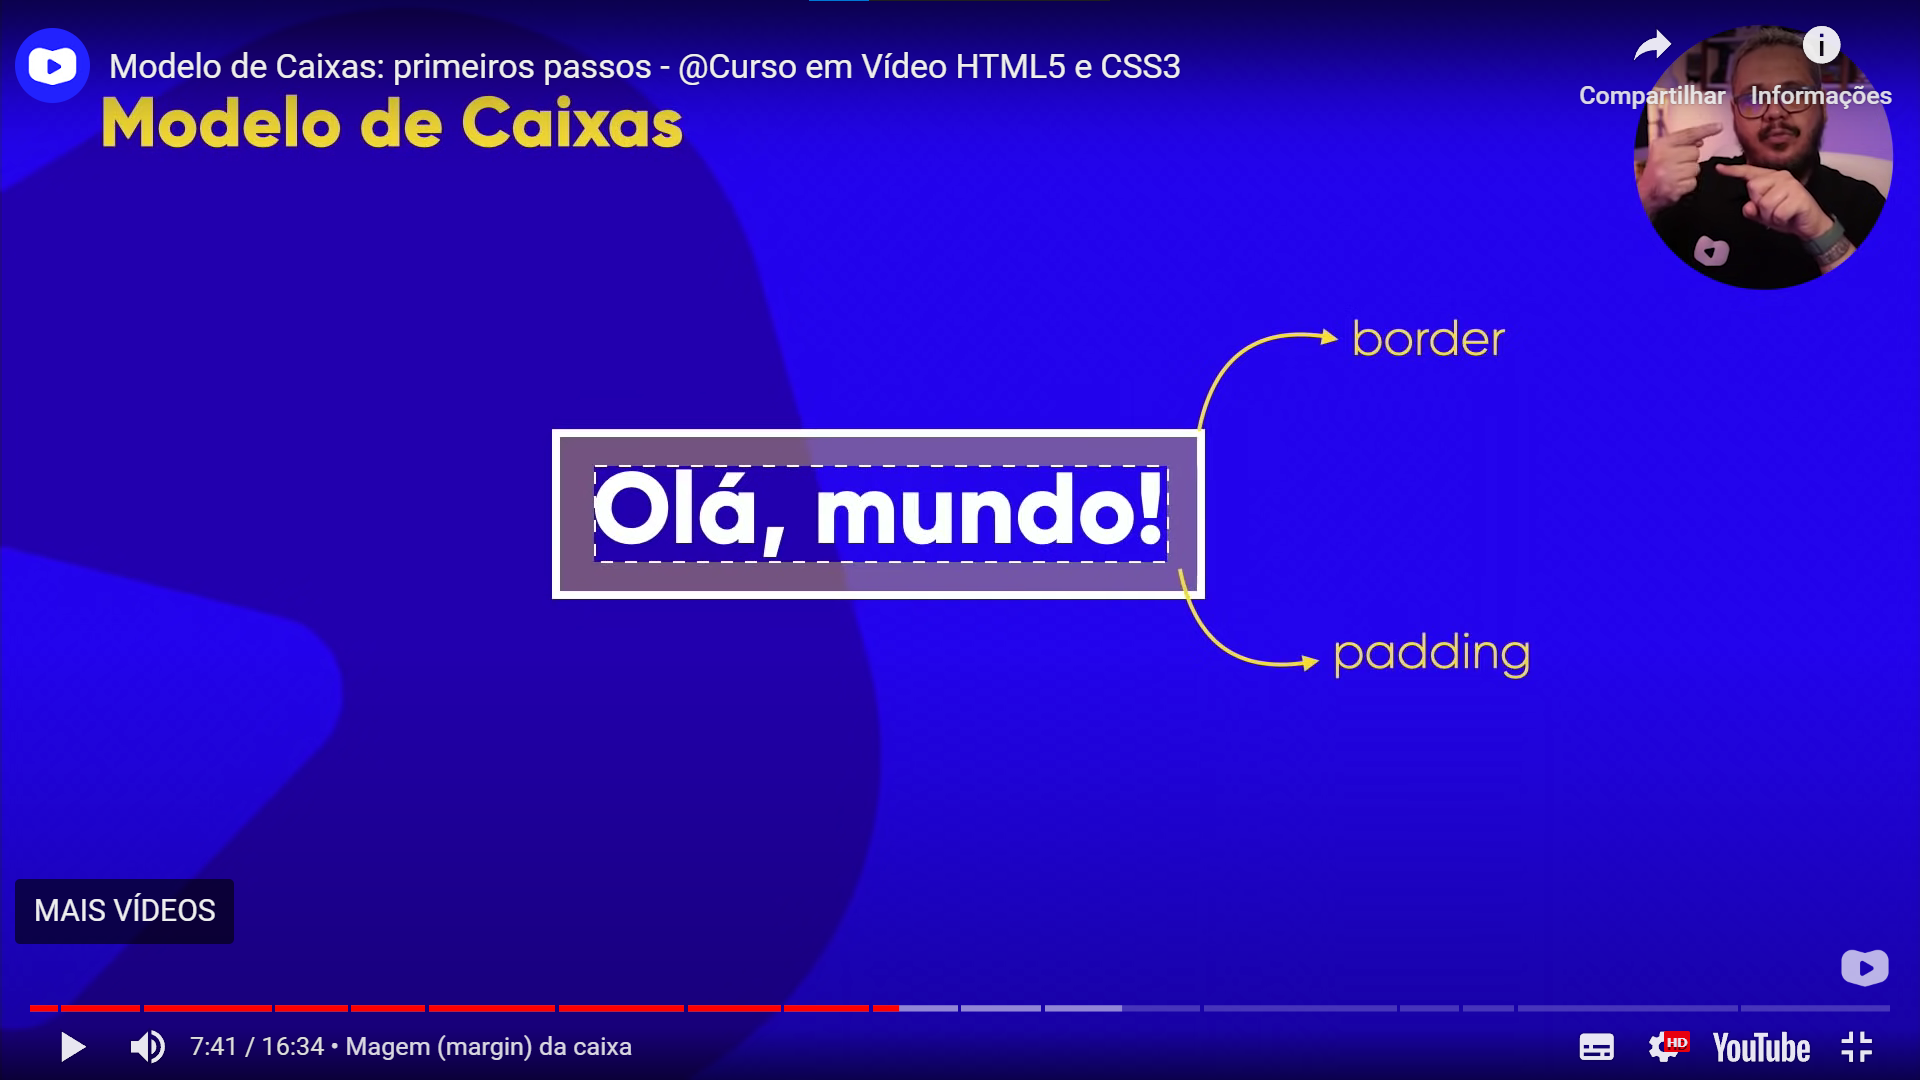 Modelo de Caixas: primeiros passos - @Curso em Vídeo HTML5 e CSS3
Compartilhar
Informações
Modelo de Caixas
border
Olá, mundo!
padding
MAIS VÍDEOS
7:41 / 16:34 • Magem (margin) da caixa
HD
YouTube